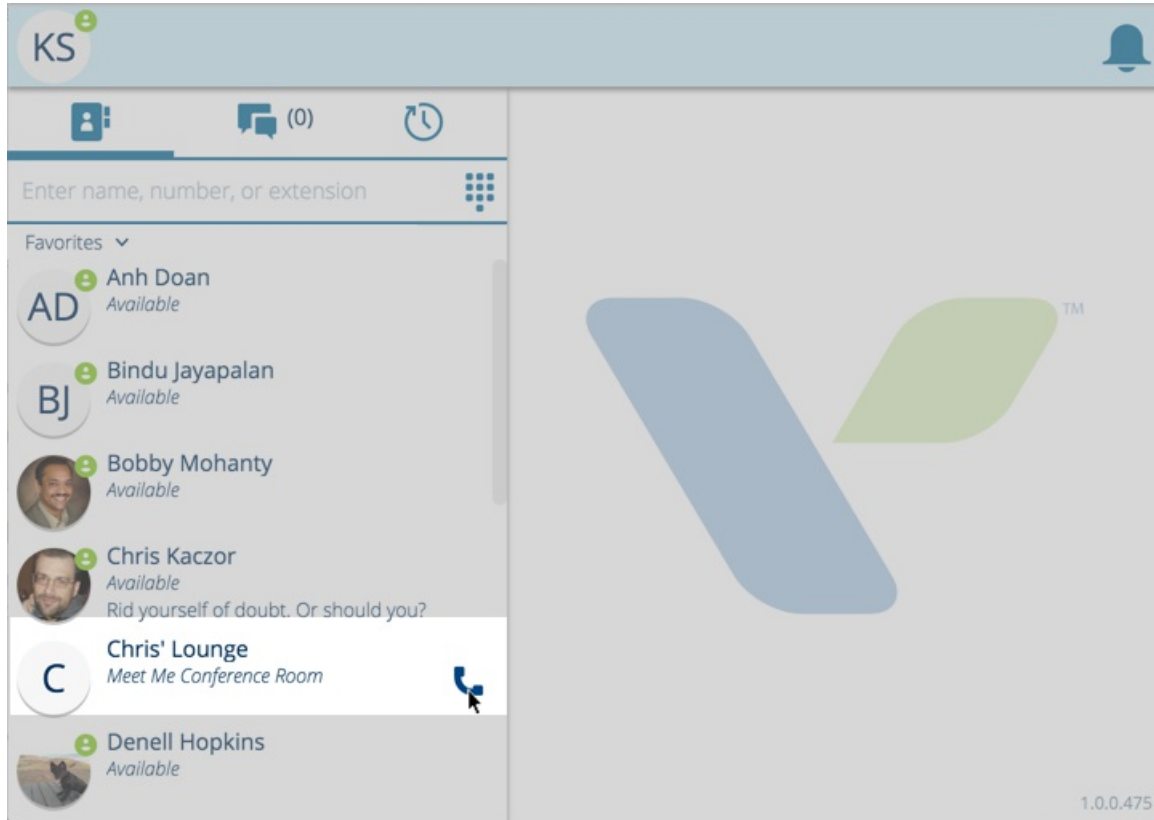 KS
(0)
Enter name, number, or extension
Favorites
AD
Anh Doan
Available
BJ
Bindu Jayapalan
Available
Bobby Mohanty
Available
Chris Kaczor
Available
Rid yourself of doubt. Or should you?
C
Chris' Lounge
Meet Me Conference Room
Denell Hopkins
Available
TM
1.0.0.475